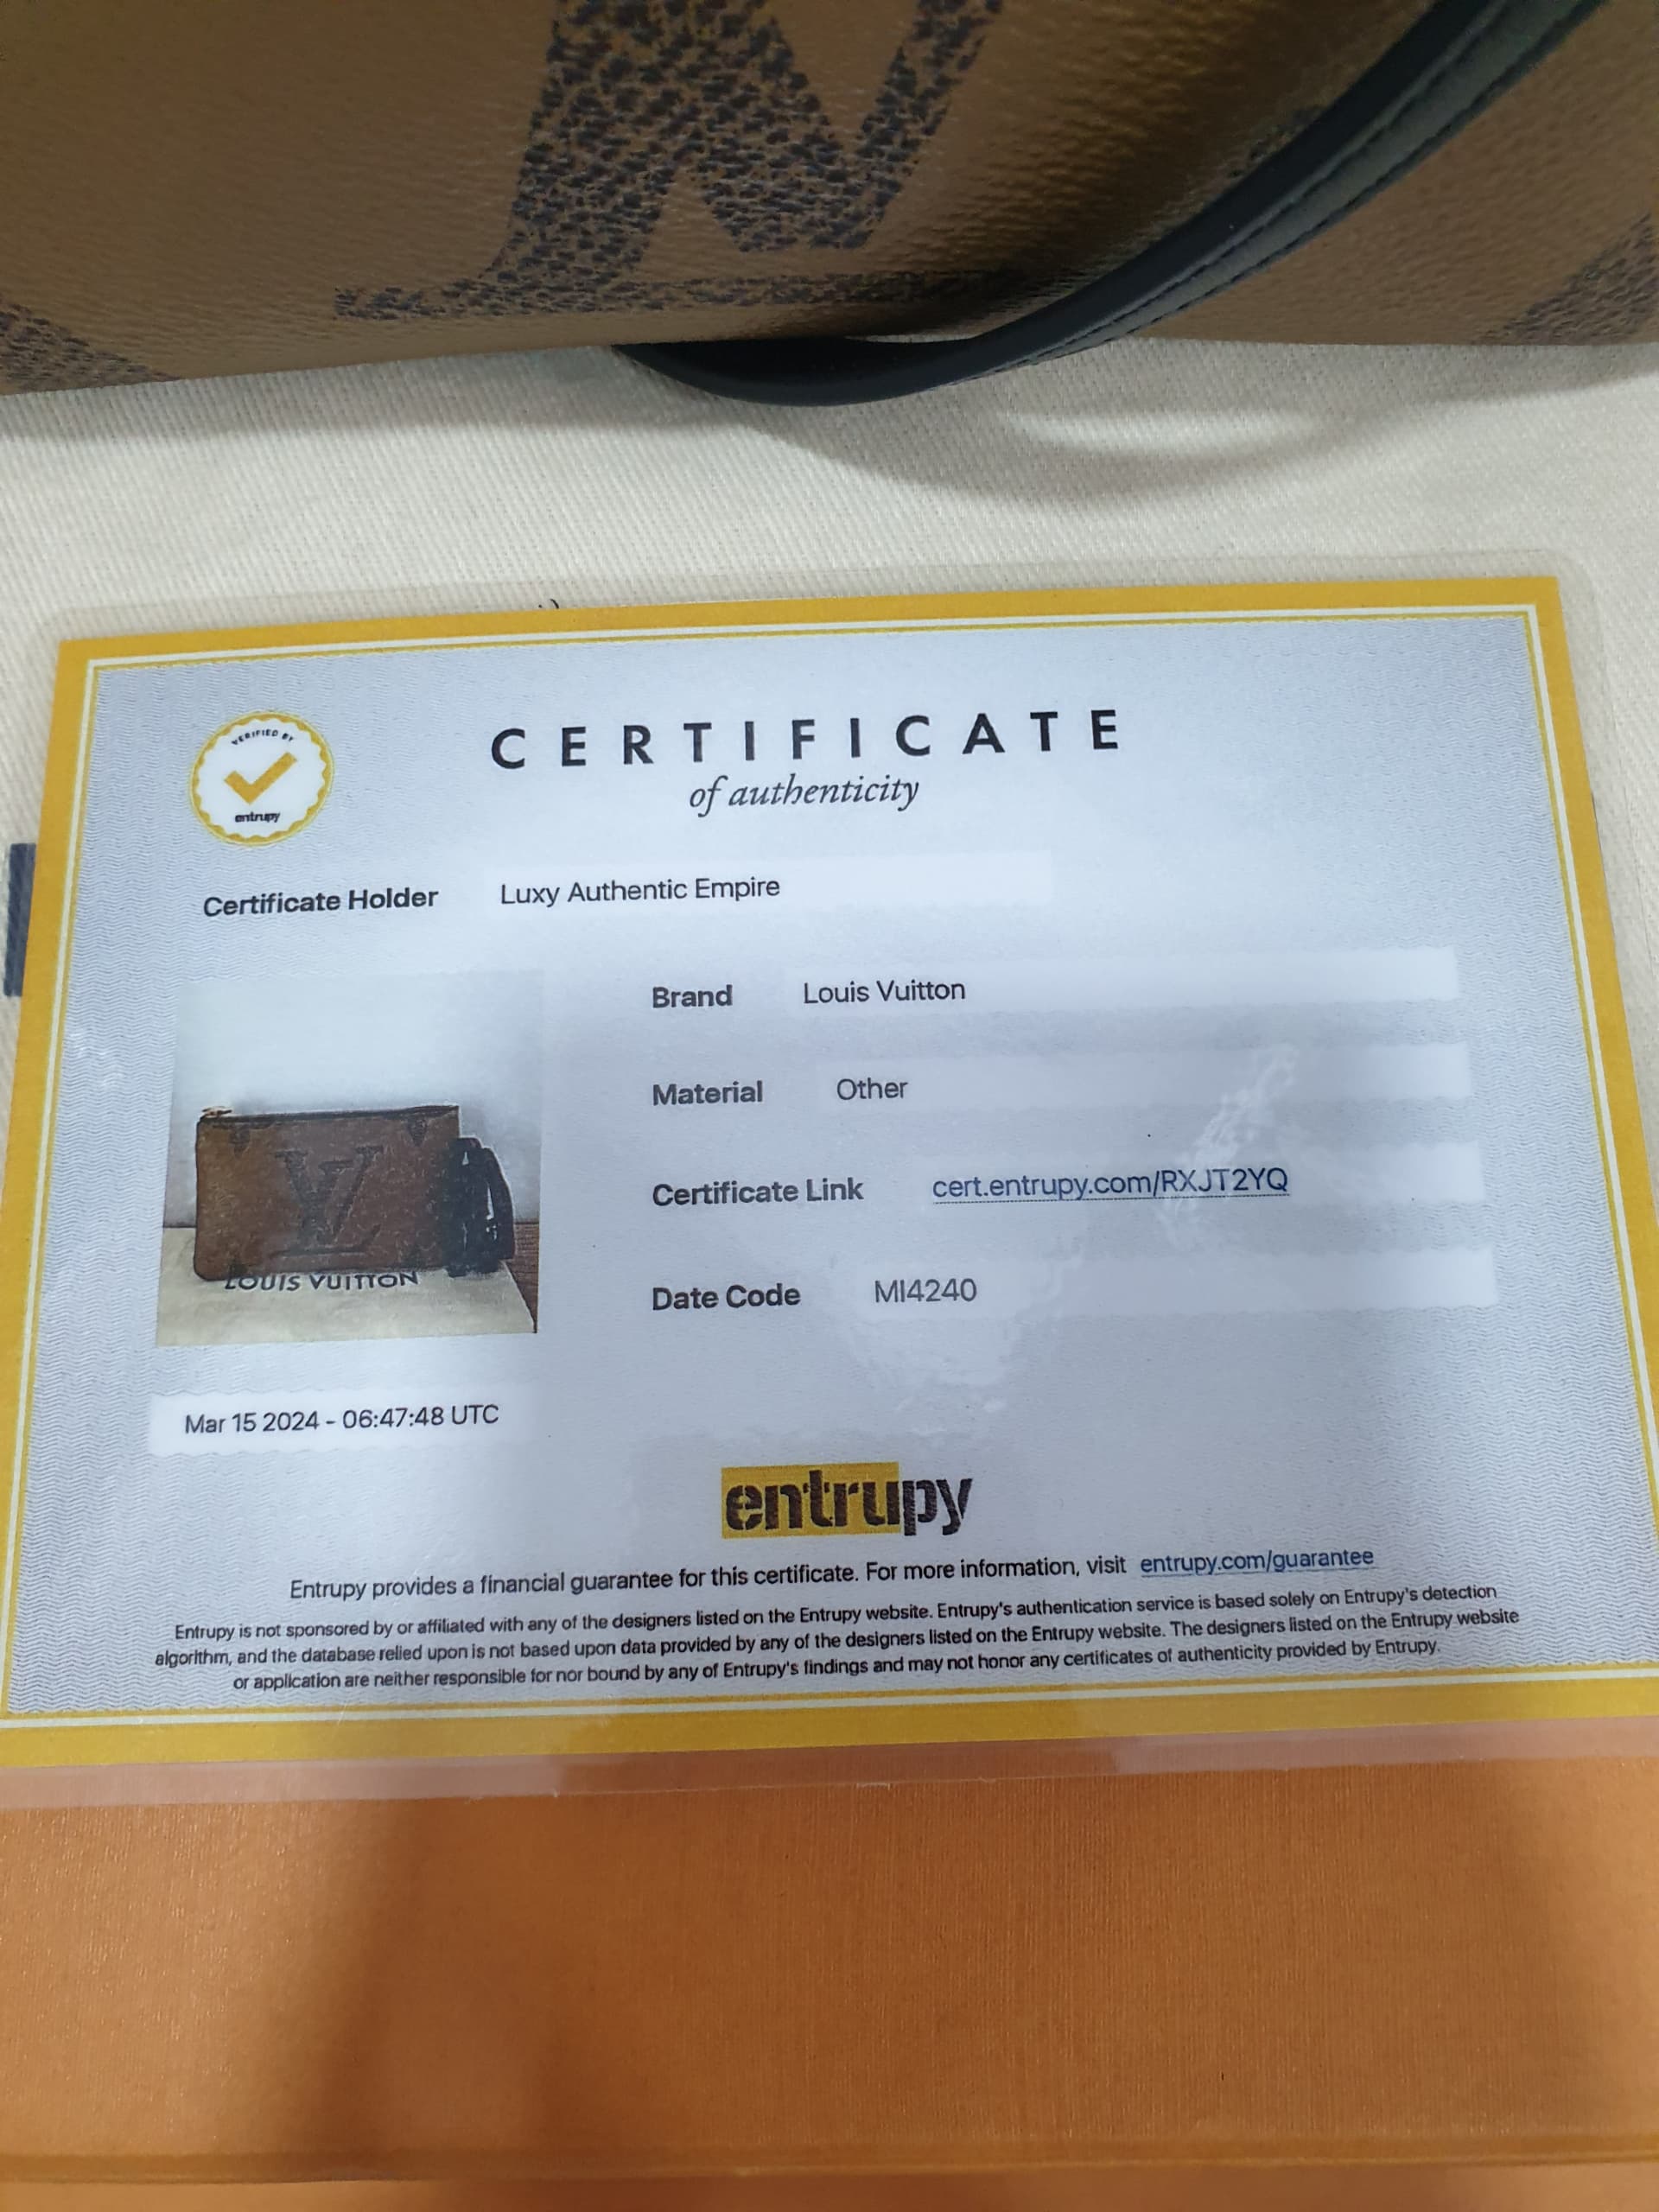 VERIFIED BY
entrupy
CERTIFICATE
of authenticity
Certificate Holder Luxy Authentic Empire
Brand Louis Vuitton
Material Other
Certificate Link cert.entrupy.com/RXJT2YQ
Date Code MI4240
LV
LOUIS VUITTON
Mar 15 2024 - 06:47:48 UTC
entrupy
Entrupy provides a financial guarantee for this certificate. For more information, visit entrupy.com/guarantee
Entrupy is not sponsored by or affiliated with any of the designers listed on the Entrupy website. Entrupy's authentication service is based solely on Entrupy's detection
algorithm, and the database relied upon is not based upon data provided by any of the designers listed on the Entrupy website. The designers listed on the Entrupy website
or application are neither responsible for nor bound by any of Entrupy's findings and may not honor any certificates of authenticity provided by Entrupy.